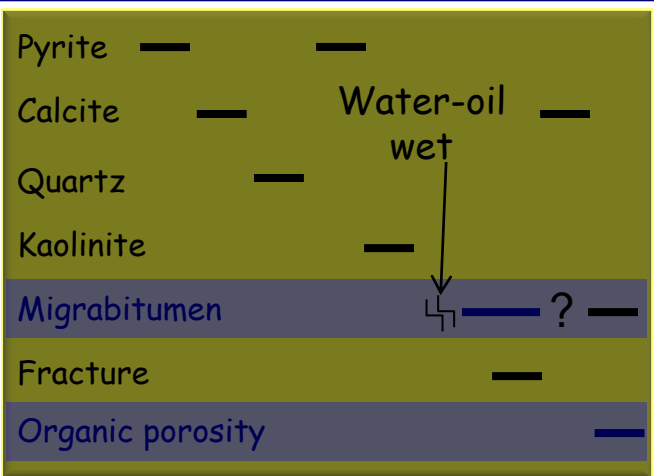 Pyrite
Calcite
Water-oil
wet
Quartz
Kaolinite
Migrabitumen ?
Fracture
Organic porosity